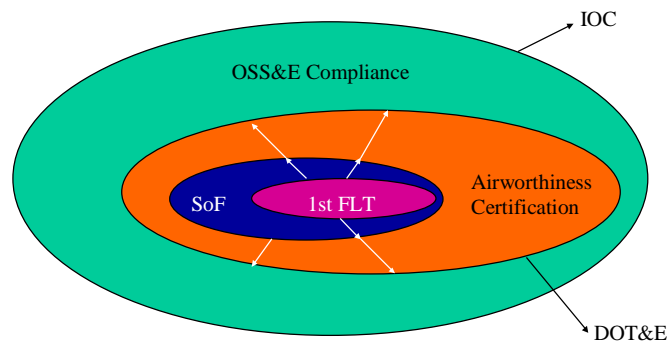 IOC
OSS&E Compliance
Airworthiness
Certification
SoF
1st FLT
DOT&E